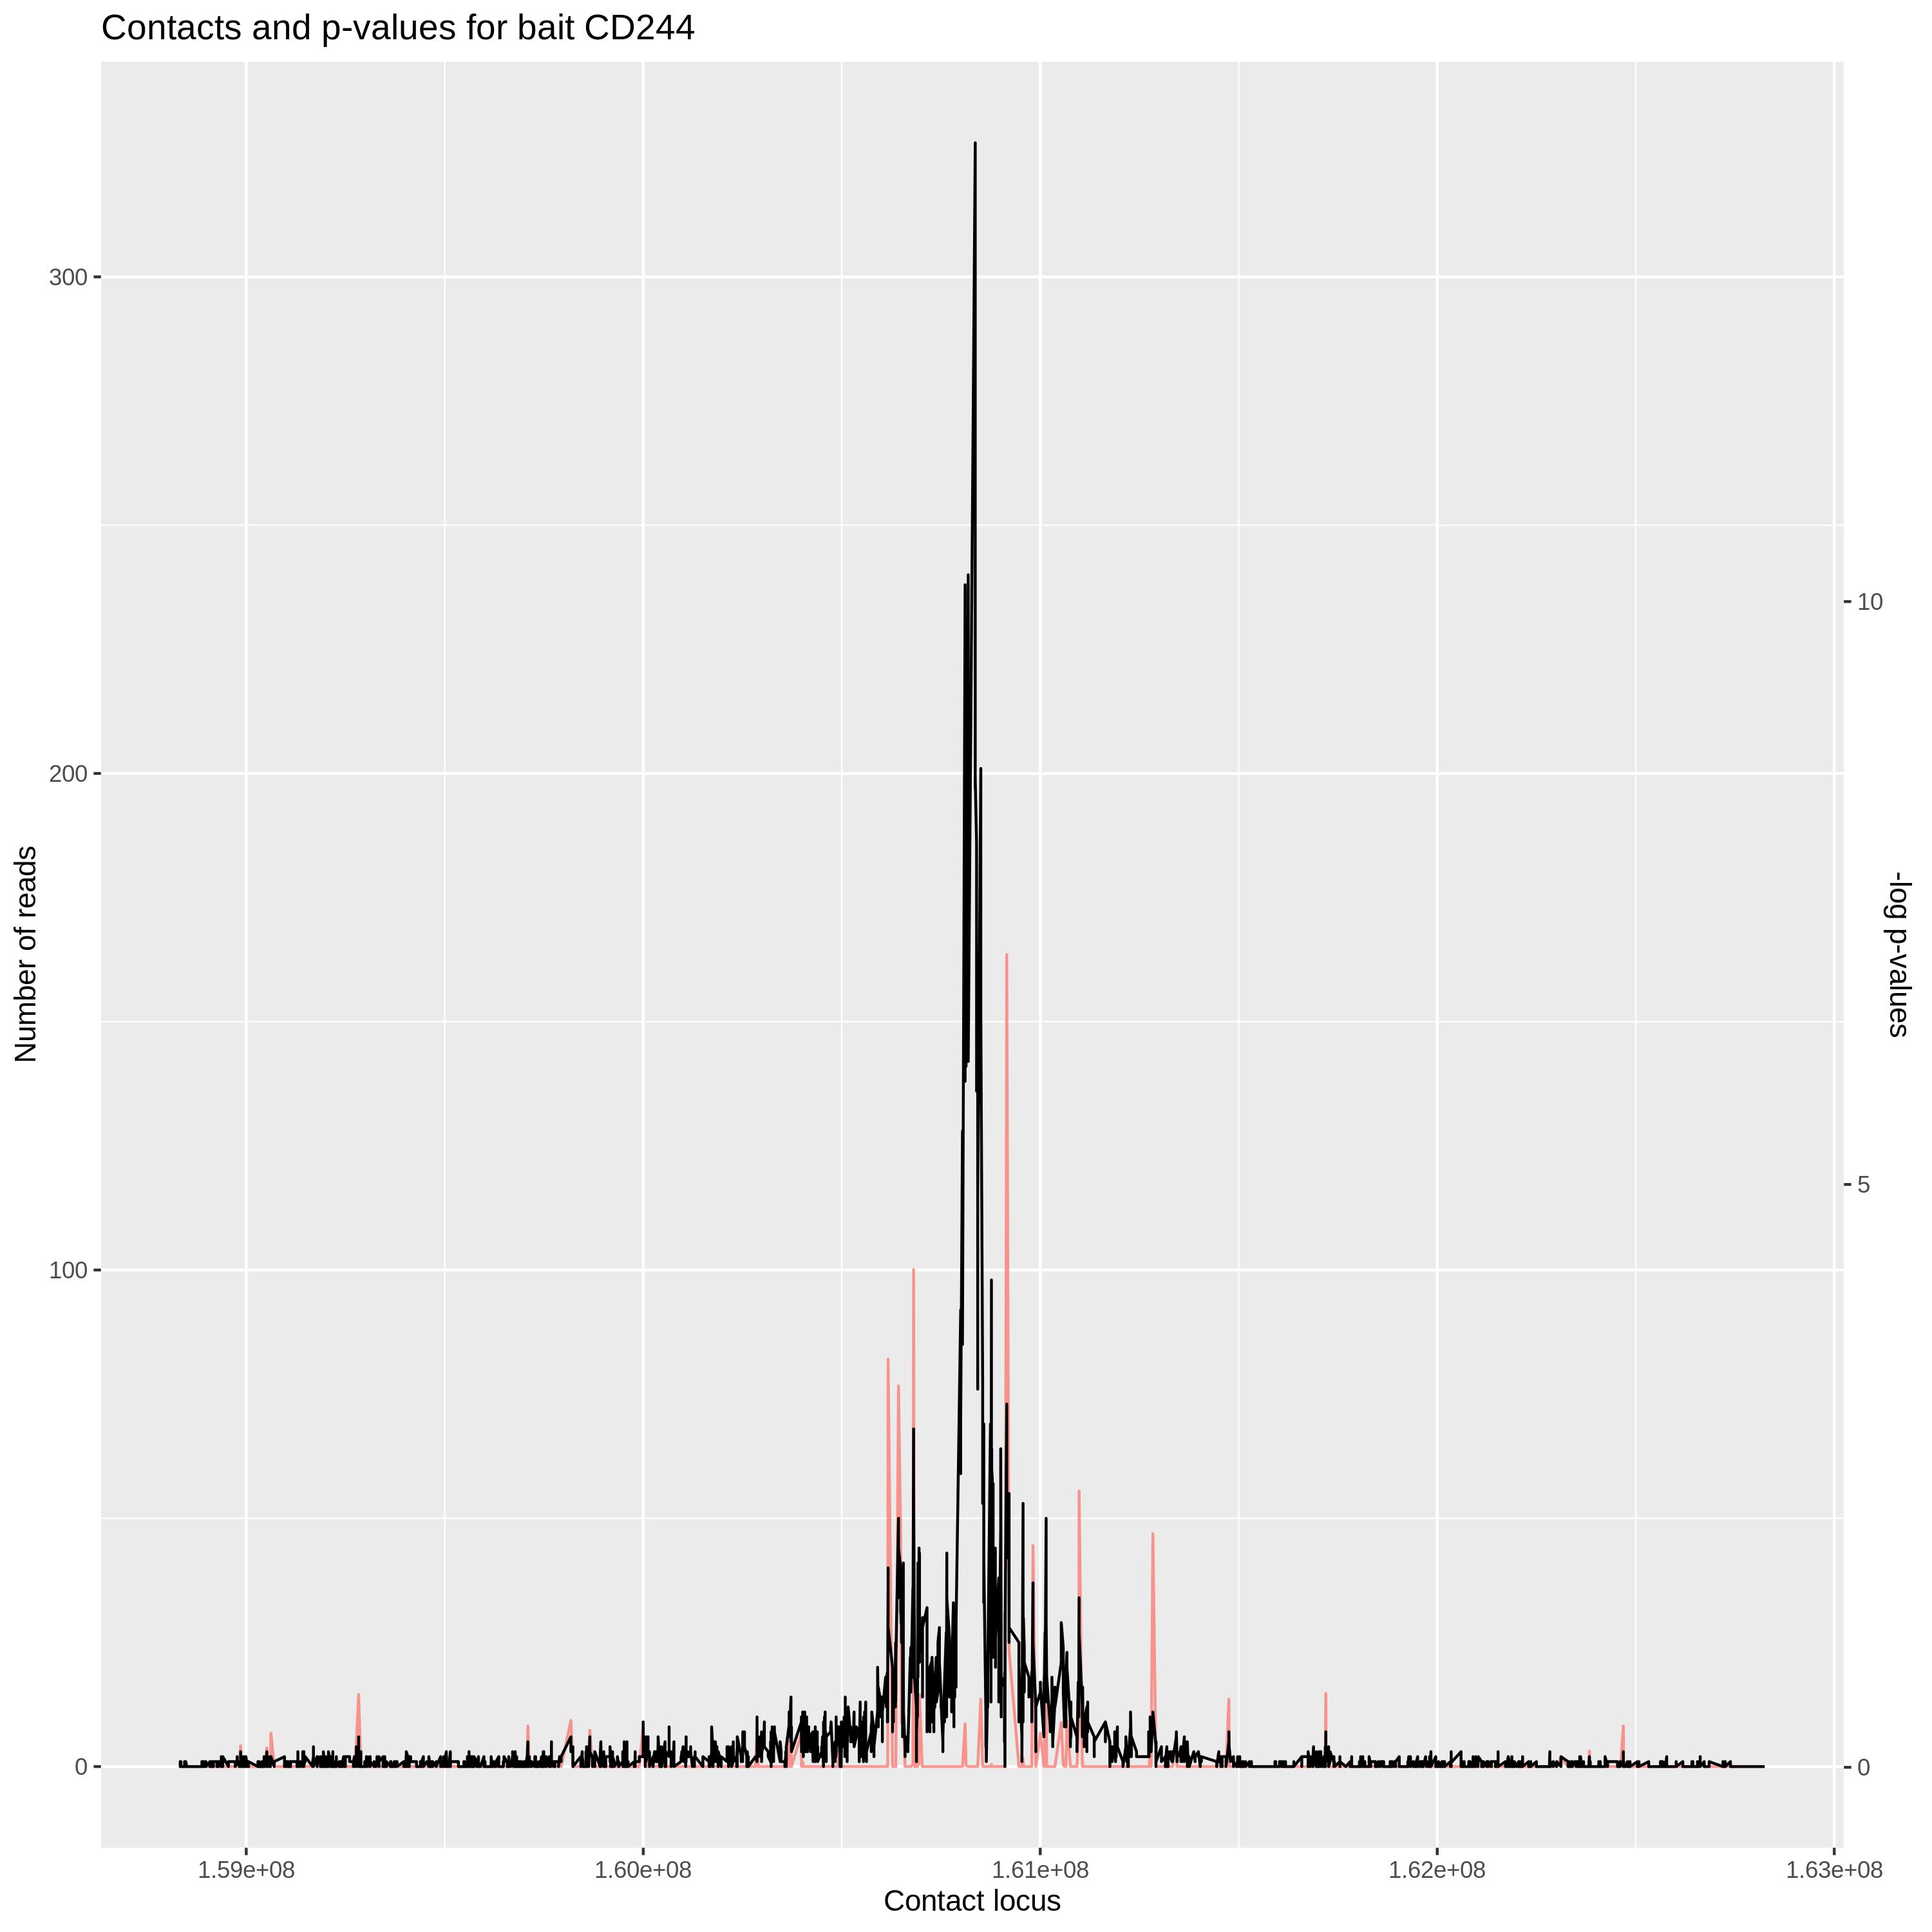 Contacts and p-values for bait CD244
300
200
100
0
Number of reads
10
5
0
-log p-values
1.59e+08
1.60e+08
1.61e+08
1.62e+08
1.63e+08
Contact locus